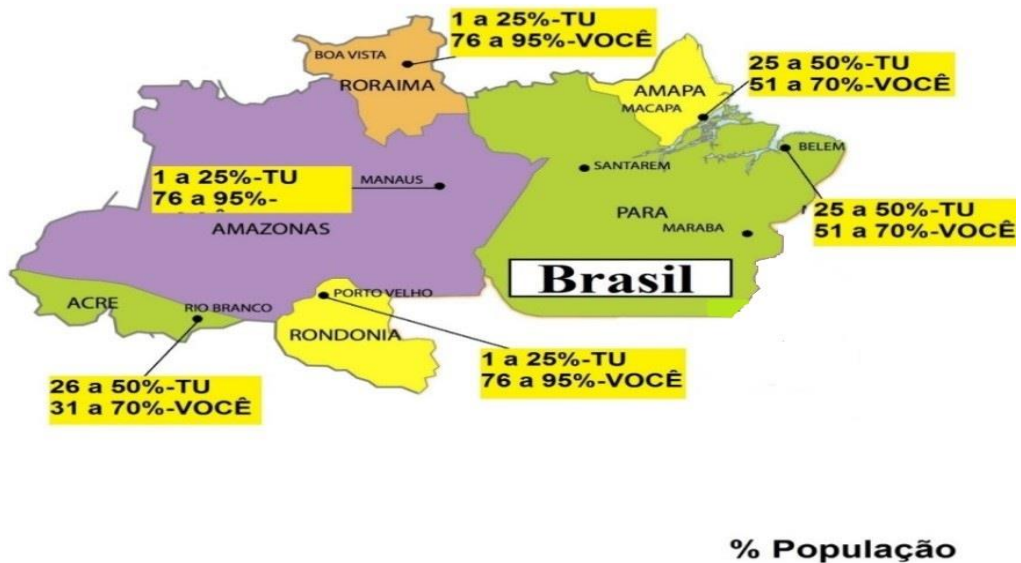 1 a 25%-TU
76 a 95%-VOCÊ
BOA VISTA
RORAIMA
25 a 50%-TU
51 a 70%-VOCÊ
AMAPA
MACAPA
BELEM
SANTAREM
1 a 25%-TU
76 a 95%-
MANAUS
AMAZONAS
PARA
MARABA
25 a 50%-TU
51 a 70%-VOCÊ
Brasil
ACRE
RIO BRANCO
PORTO VELHO
RONDONIA
26 a 50%-TU
31 a 70%-VOCÊ
1 a 25%-TU
76 a 95%-VOCÊ
% População